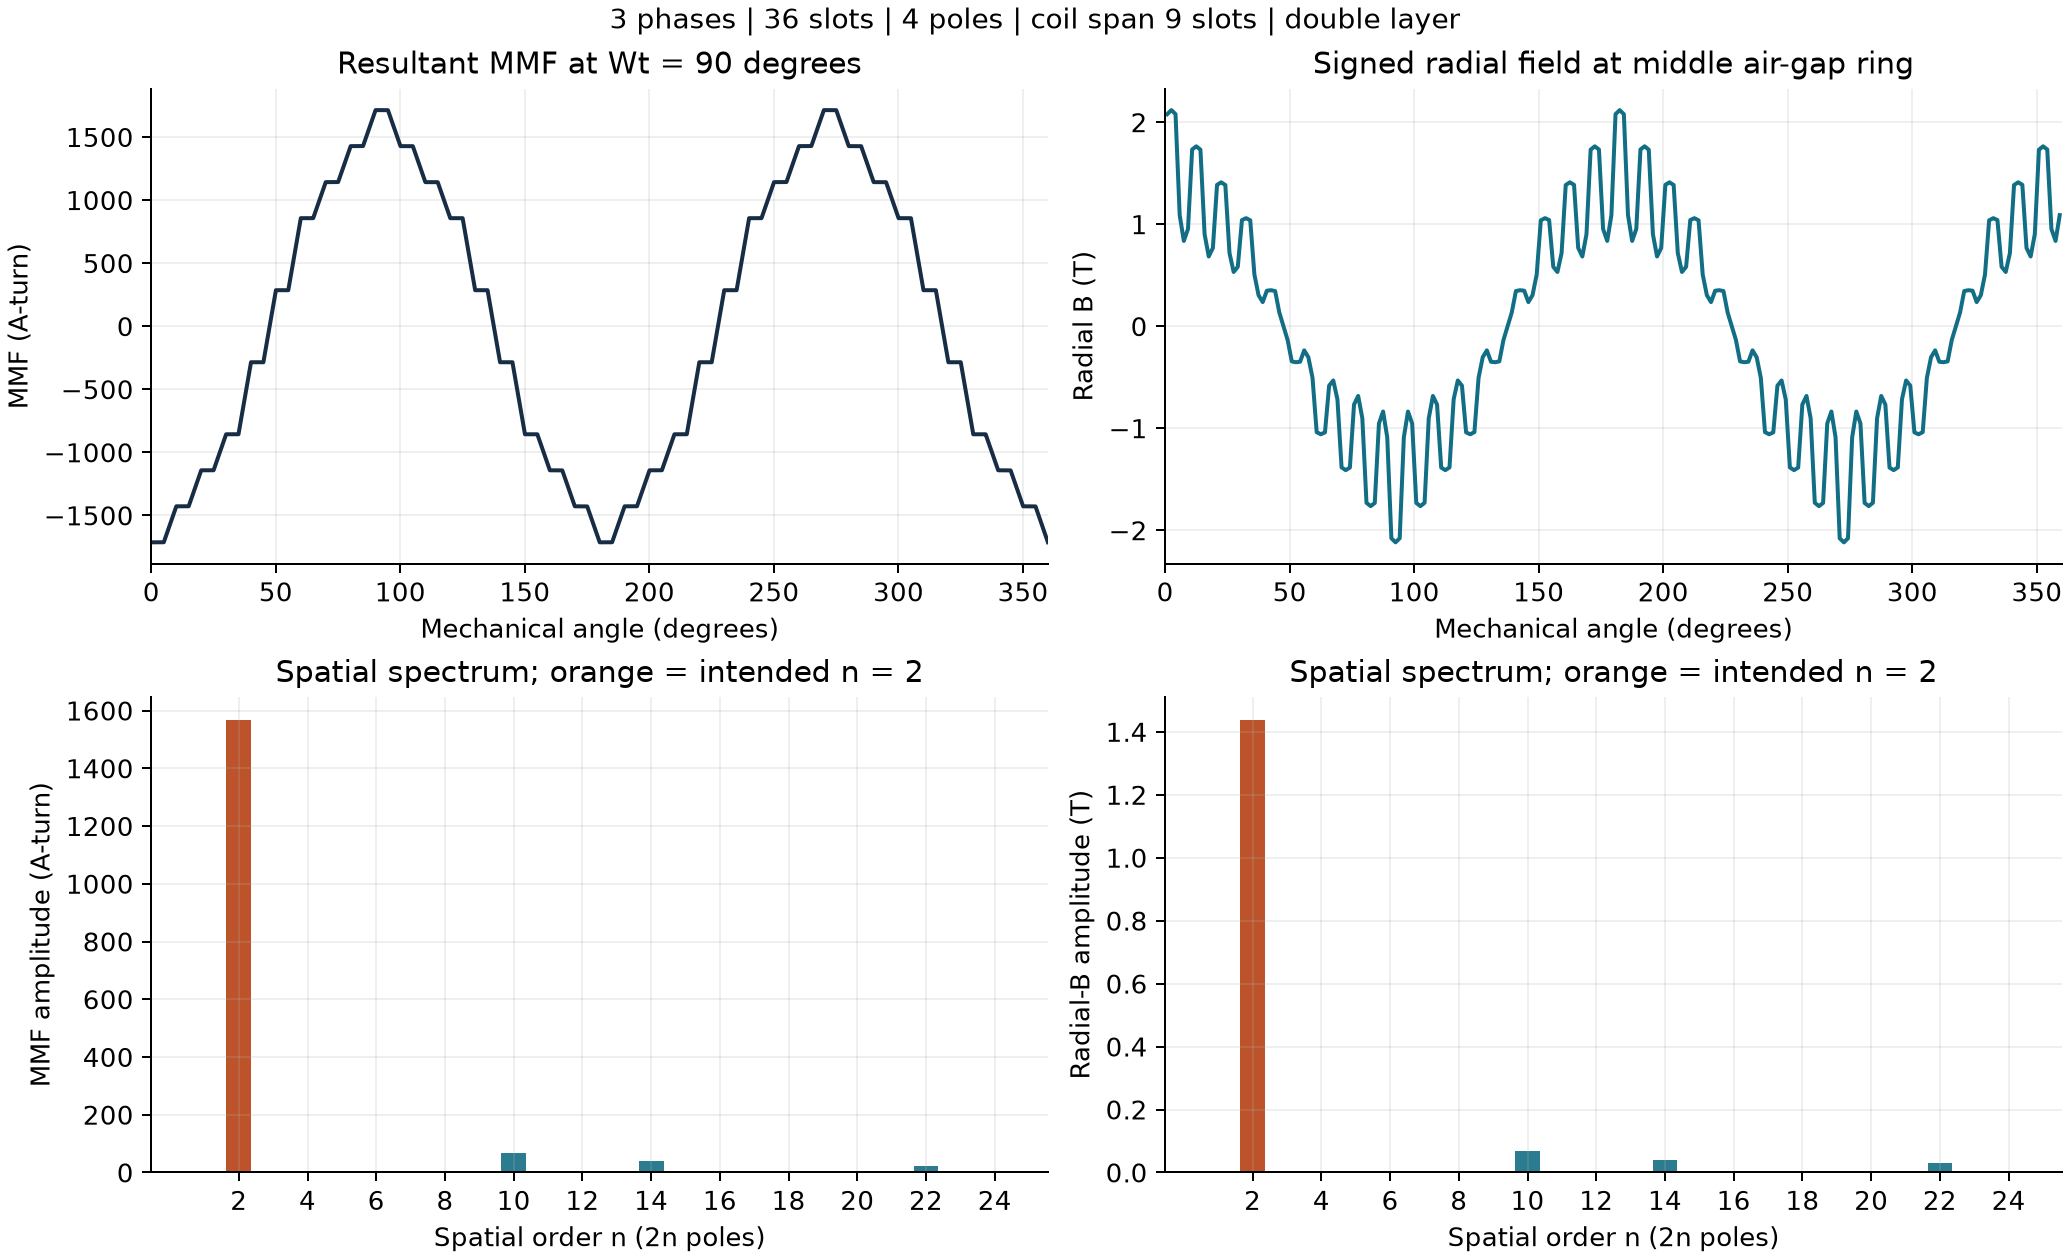 3 phases | 36 slots | 4 poles | coil span 9 slots | double layer
Resultant MMF at Wt = 90 degrees
MMF (A-turn)
1500
1000
500
0
−500
−1000
−1500
0 50 100 150 200 250 300 350
Mechanical angle (degrees)
Signed radial field at middle air-gap ring
Radial B (T)
2
1
0
−1
−2
0 50 100 150 200 250 300 350
Mechanical angle (degrees)
Spatial spectrum; orange = intended n = 2
MMF amplitude (A-turn)
1600
1400
1200
1000
800
600
400
200
0
2 4 6 8 10 12 14 16 18 20 22 24
Spatial order n (2n poles)
Spatial spectrum; orange = intended n = 2
Radial-B amplitude (T)
1.4
1.2
1.0
0.8
0.6
0.4
0.2
0.0
2 4 6 8 10 12 14 16 18 20 22 24
Spatial order n (2n poles)